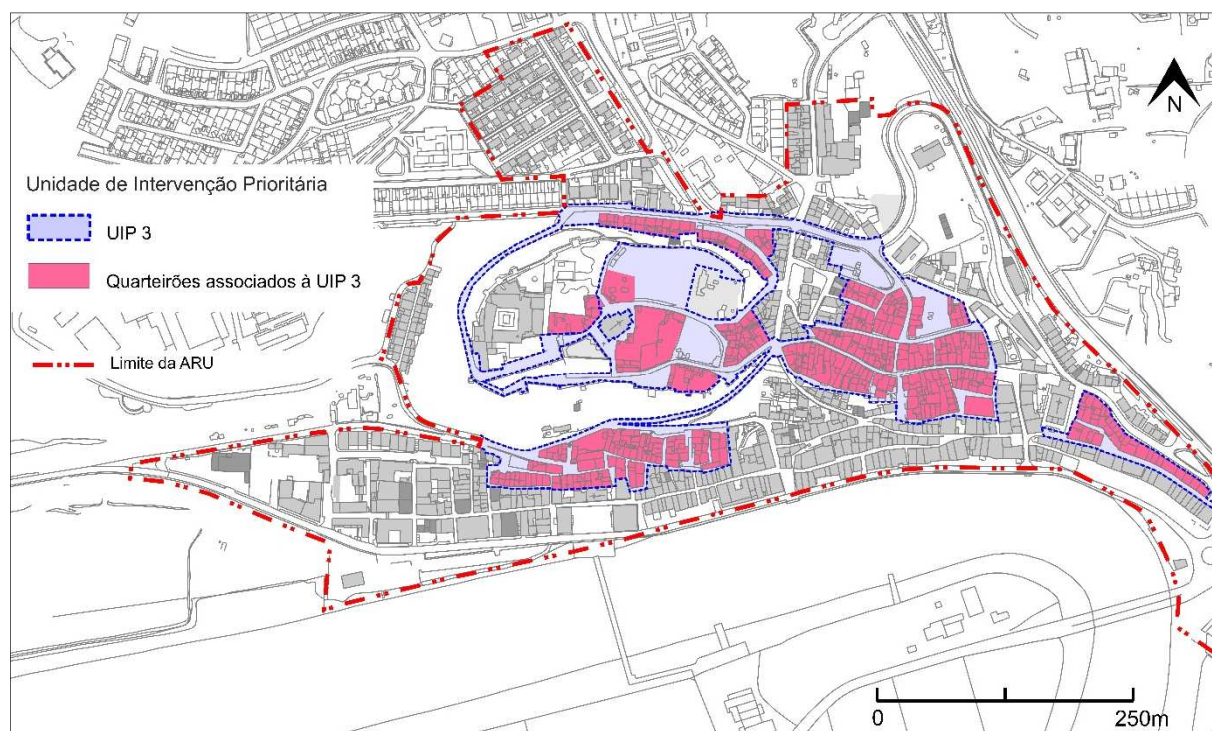 N
Unidade de Intervenção Prioritária
UIP 3
Quarteirões associados à UIP 3
Limite da ARU
0
250m